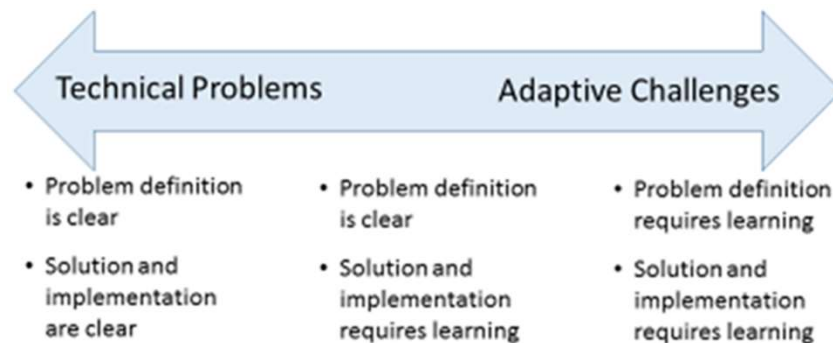 Technical Problems
Adaptive Challenges
• Problem definition
is clear
• Solution and
implementation
are clear
• Problem definition
is clear
• Solution and
implementation
requires learning
• Problem definition
requires learning
• Solution and
implementation
requires learning